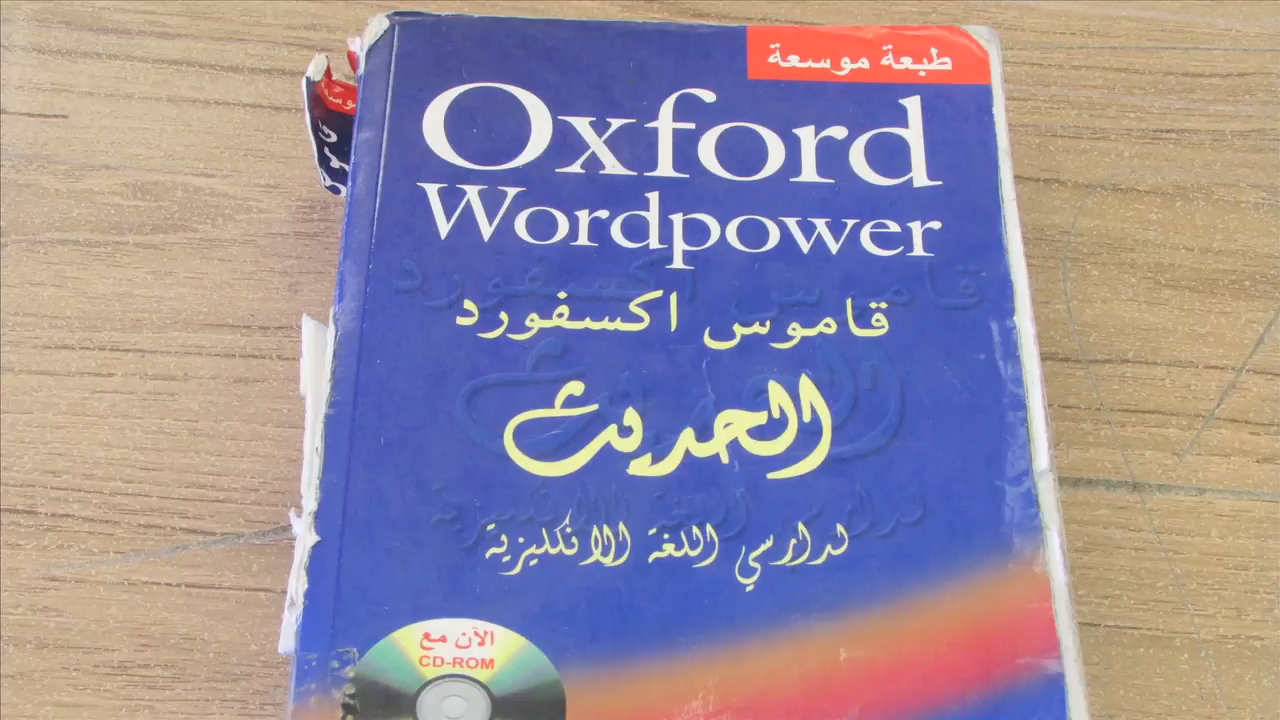 طبعة موسعة
Oxford
Wordpower
قاموس اكسفورد
الحديث
لدارسي اللغة الانكليزية
الآن مع
CD-ROM